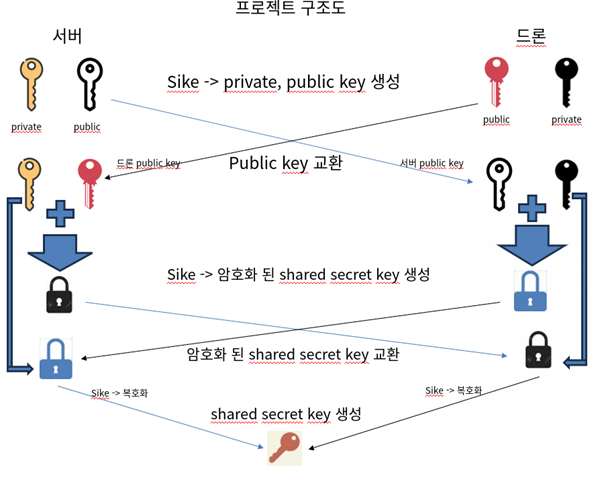 프로젝트 구조도
서버
드론
Sike -> private, public key 생성
private
public
public
private
드론 public key
Public key 교환
서버 public key
Sike -> 암호화 된 shared secret key 생성
암호화 된 shared secret key 교환
Sike -> 복호화
Sike -> 복호화
shared secret key 생성